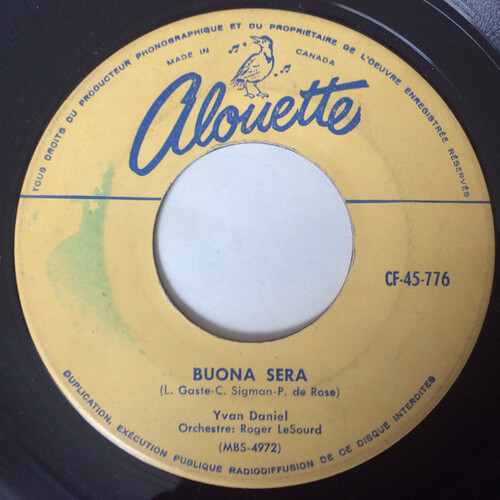 TOUS DROITS DU PRODUCTEUR PHONOGRAPHIQUE ET DU PROPRIÉTAIRE DE L'OEUVRE ENREGISTRÉE RÉSERVÉS
MADE IN CANADA
Alouette
CF-45-776
BUONA SERA
(L. Gaste-C. Sigman-P. de Rose)
Yvan Daniel
Orchestre: Roger LeSourd
(MBS-4972)
DUPLICATION, EXÉCUTION PUBLIQUE RADIODIFFUSION DE CE DISQUE INTERDITES